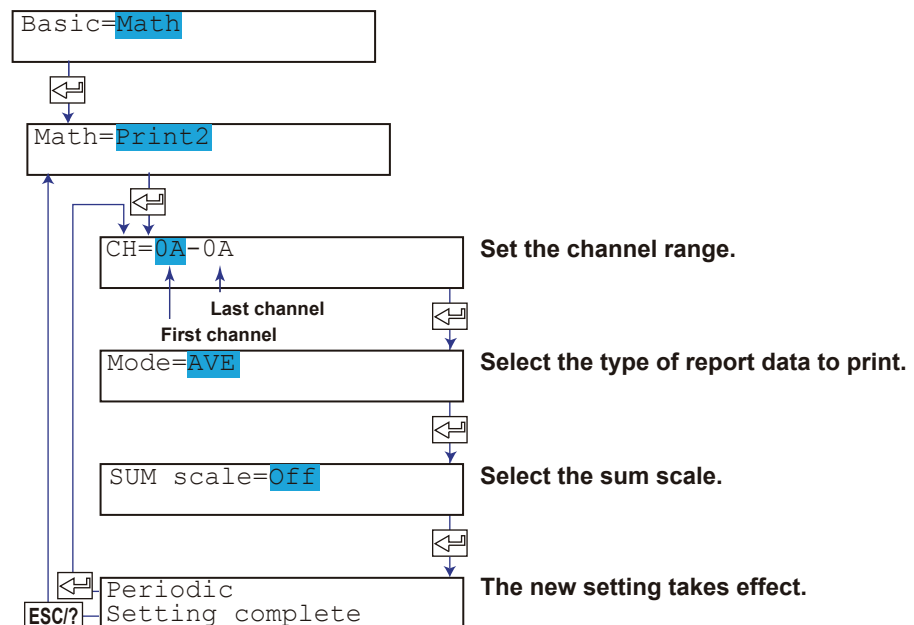 Basic=Math
Math=Print2
CH=0A-0A
Set the channel range.
Last channel
First channel
Mode=AVE
Select the type of report data to print.
SUM scale=Off
Select the sum scale.
Periodic
The new setting takes effect.
ESC/?
Setting complete